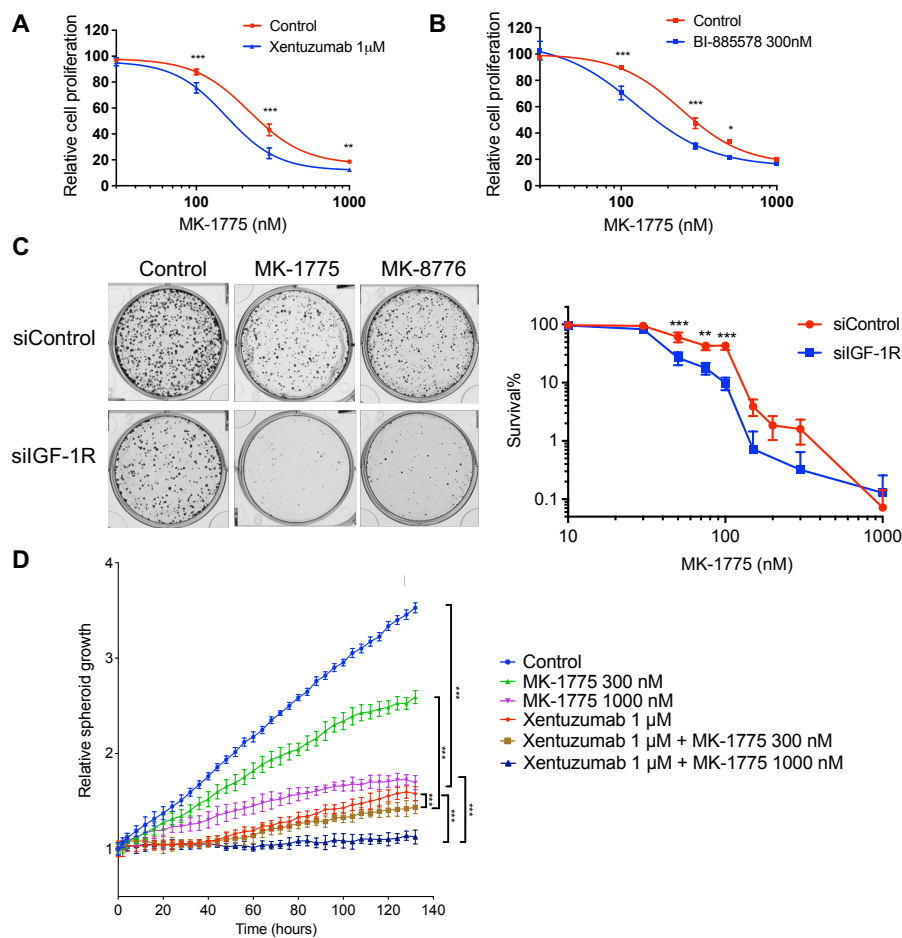 A
Control
Xentuzumab 1μM
Relative cell proliferation
120
100
80
60
40
20
0
***
***
**
100
1000
MK-1775 (nM)
B
Control
BI-885578 300nM
Relative cell proliferation
120
100
80
60
40
20
0
***
***
*
100
1000
MK-1775 (nM)
C
Control
MK-1775
MK-8776
siControl
siIGF-1R
siControl
siIGF-1R
Survival%
100
10
1
0.1
*** ** ***
10
100
1000
MK-1775 (nM)
D
Relative spheroid growth
4
3
2
1
0 20 40 60 80 100 120 140
Time (hours)
***
***
***
***
***
Control
MK-1775 300 nM
MK-1775 1000 nM
Xentuzumab 1 μM
Xentuzumab 1 μM + MK-1775 300 nM
Xentuzumab 1 μM + MK-1775 1000 nM